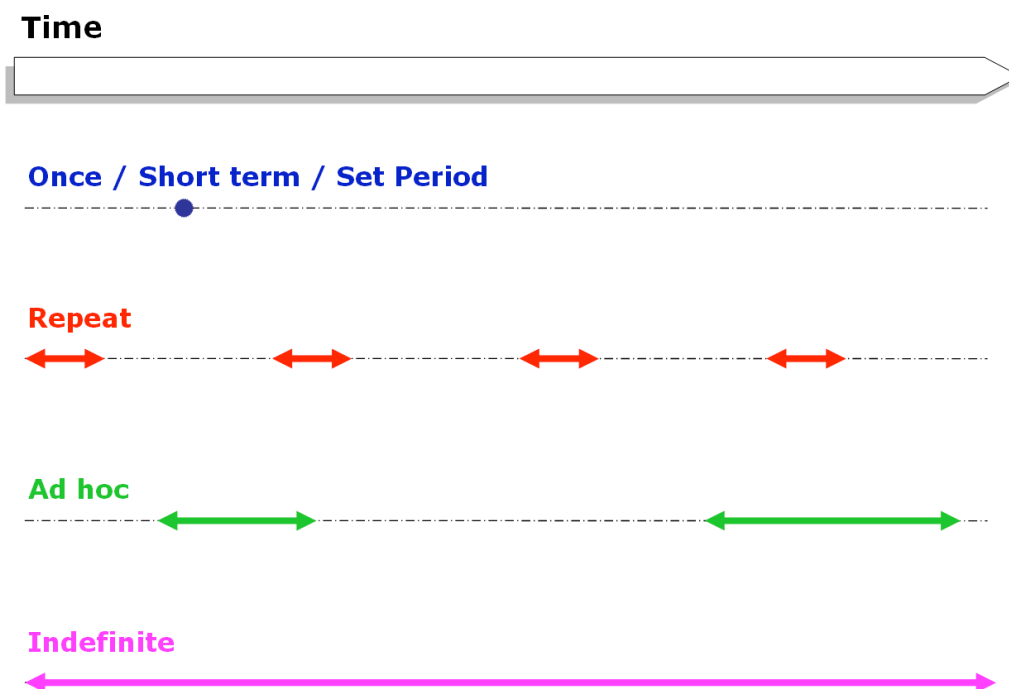 Time
Once / Short term / Set Period
Repeat
Ad hoc
Indefinite